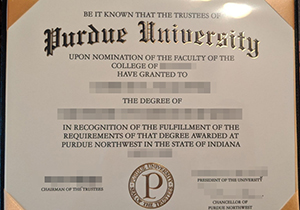 BE IT KNOWN THAT THE TRUSTEES OF
Purdue University
UPON NOMINATION OF THE FACULTY OF THE
COLLEGE OF
HAVE GRANTED TO
THE DEGREE OF
IN RECOGNITION OF THE FULFILLMENT OF THE
REQUIREMENTS OF THAT DEGREE AWARDED AT
PURDUE NORTHWEST IN THE STATE OF INDIANA
CHAIRMAN OF THE TRUSTEES
PURDUE UNIVERSITY
P
PRESIDENT OF THE UNIVERSITY
CHANCELLOR OF
PURDUE NORTHWEST